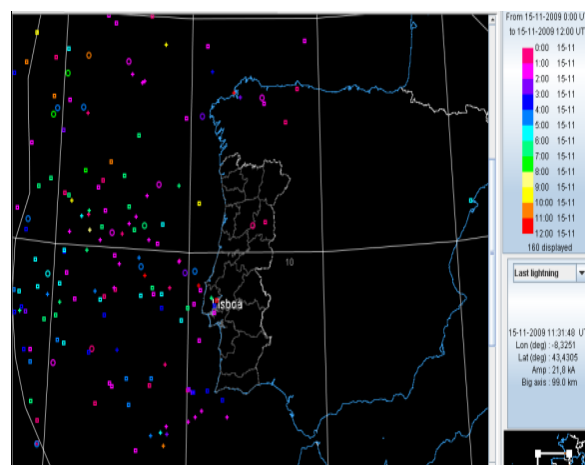 From 15-11-2009 0:00 UT
to 15-11-2009 12:00 UT
0:00 15-11
1:00 15-11
2:00 15-11
3:00 15-11
4:00 15-11
5:00 15-11
6:00 15-11
7:00 15-11
8:00 15-11
9:00 15-11
10:00 15-11
11:00 15-11
12:00 15-11
160 displayed
10
isboa
Last lightning
15-11-2009 11:31:48 U
Lon (deg) : -8,3251
Lat (deg) : 43,4305
Amp : 21,8 kA
Big axis : 99.0 km